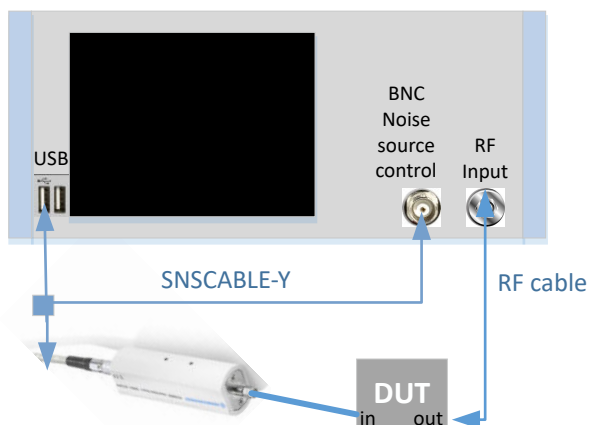 BNC
Noise
source
control
RF
Input
USB
SNSCABLE-Y
RF cable
DUT
in out